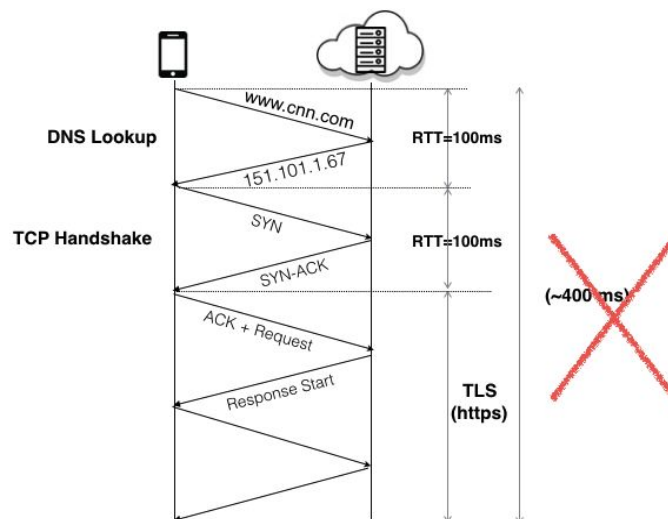 www.cnn.com
DNS Lookup
RTT=100ms
151.101.1.67
SYN
TCP Handshake
RTT=100ms
SYN-ACK
(~400 ms)
ACK + Request
Response Start
TLS
(https)